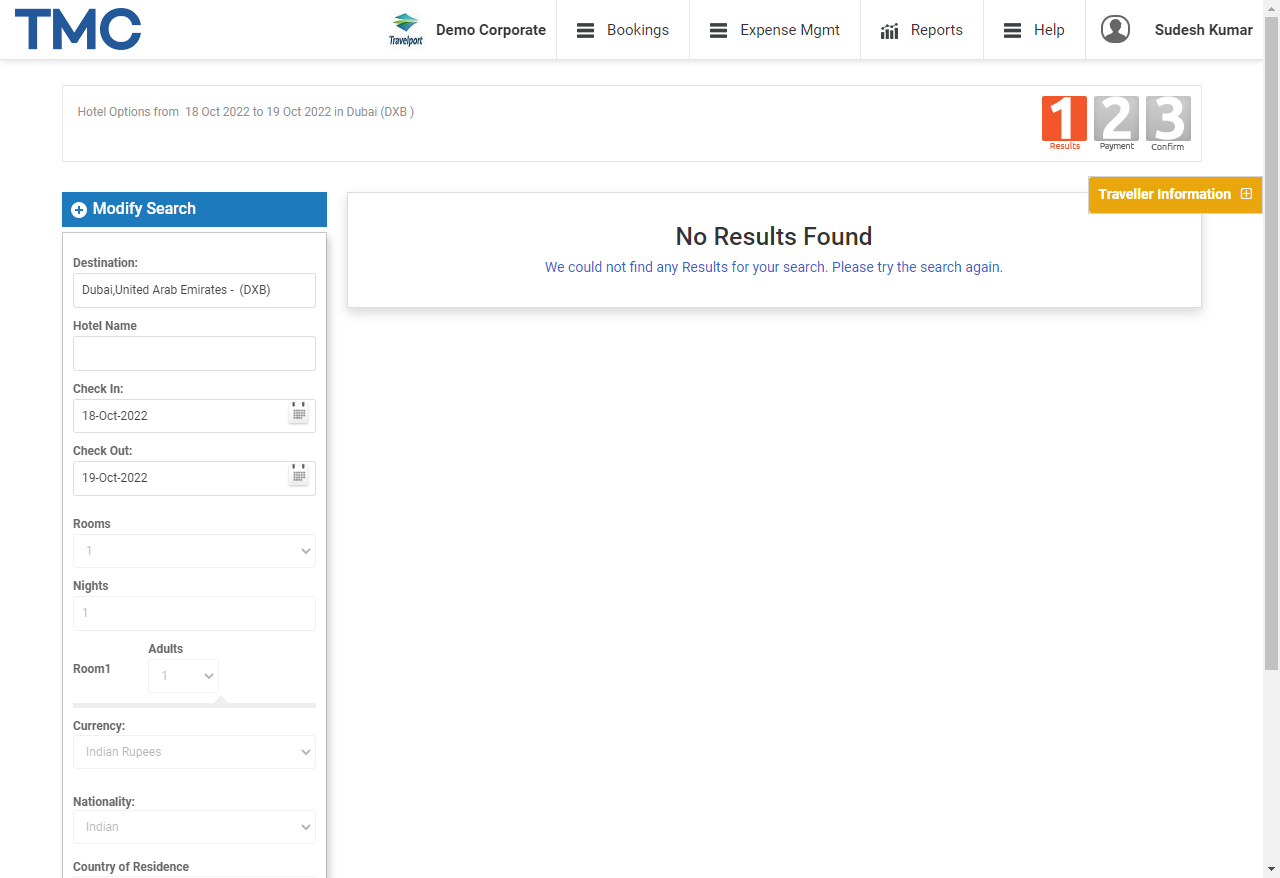 TMC
Travelport
Demo Corporate
Bookings
Expense Mgmt
Reports
Help
Sudesh Kumar
Hotel Options from 18 Oct 2022 to 19 Oct 2022 in Dubai (DXB )
1 2 3
Results Payment Confirm
Traveller Information
Modify Search
No Results Found
We could not find any Results for your search. Please try the search again.
Destination:
Dubai,United Arab Emirates - (DXB)
Hotel Name
Check In:
18-Oct-2022
Check Out:
19-Oct-2022
Rooms
1
Nights
1
Adults
Room1
1
Currency:
Indian Rupees
Nationality:
Indian
Country of Residence